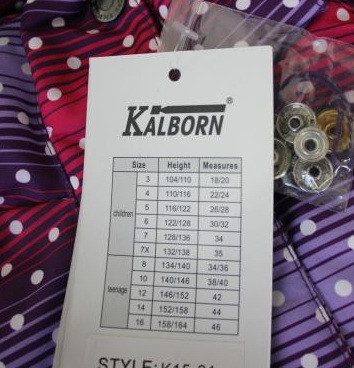 KALBORN®
Size Height Measures
children
3 104/110 18/20
4 110/116 22/24
5 116/122 26/28
6 122/128 30/32
7 128/136 34
7X 132/138 35
teenage
8 134/140 34/36
10 140/146 38/40
12 146/152 42
14 152/158 44
16 158/164 46
STYLE: